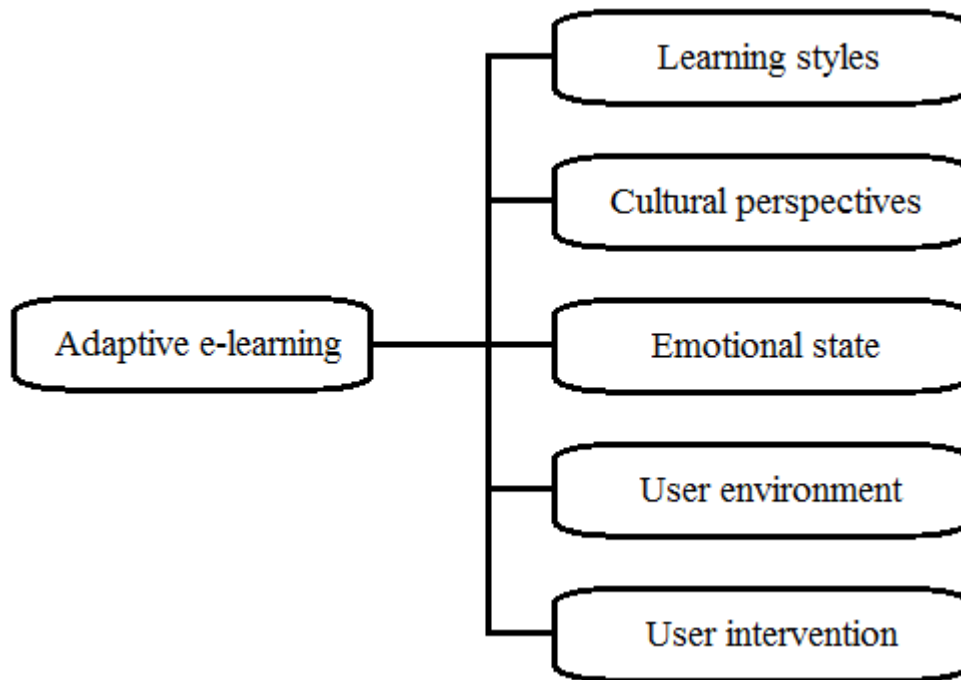 Learning styles
Cultural perspectives
Adaptive e-learning
Emotional state
User environment
User intervention